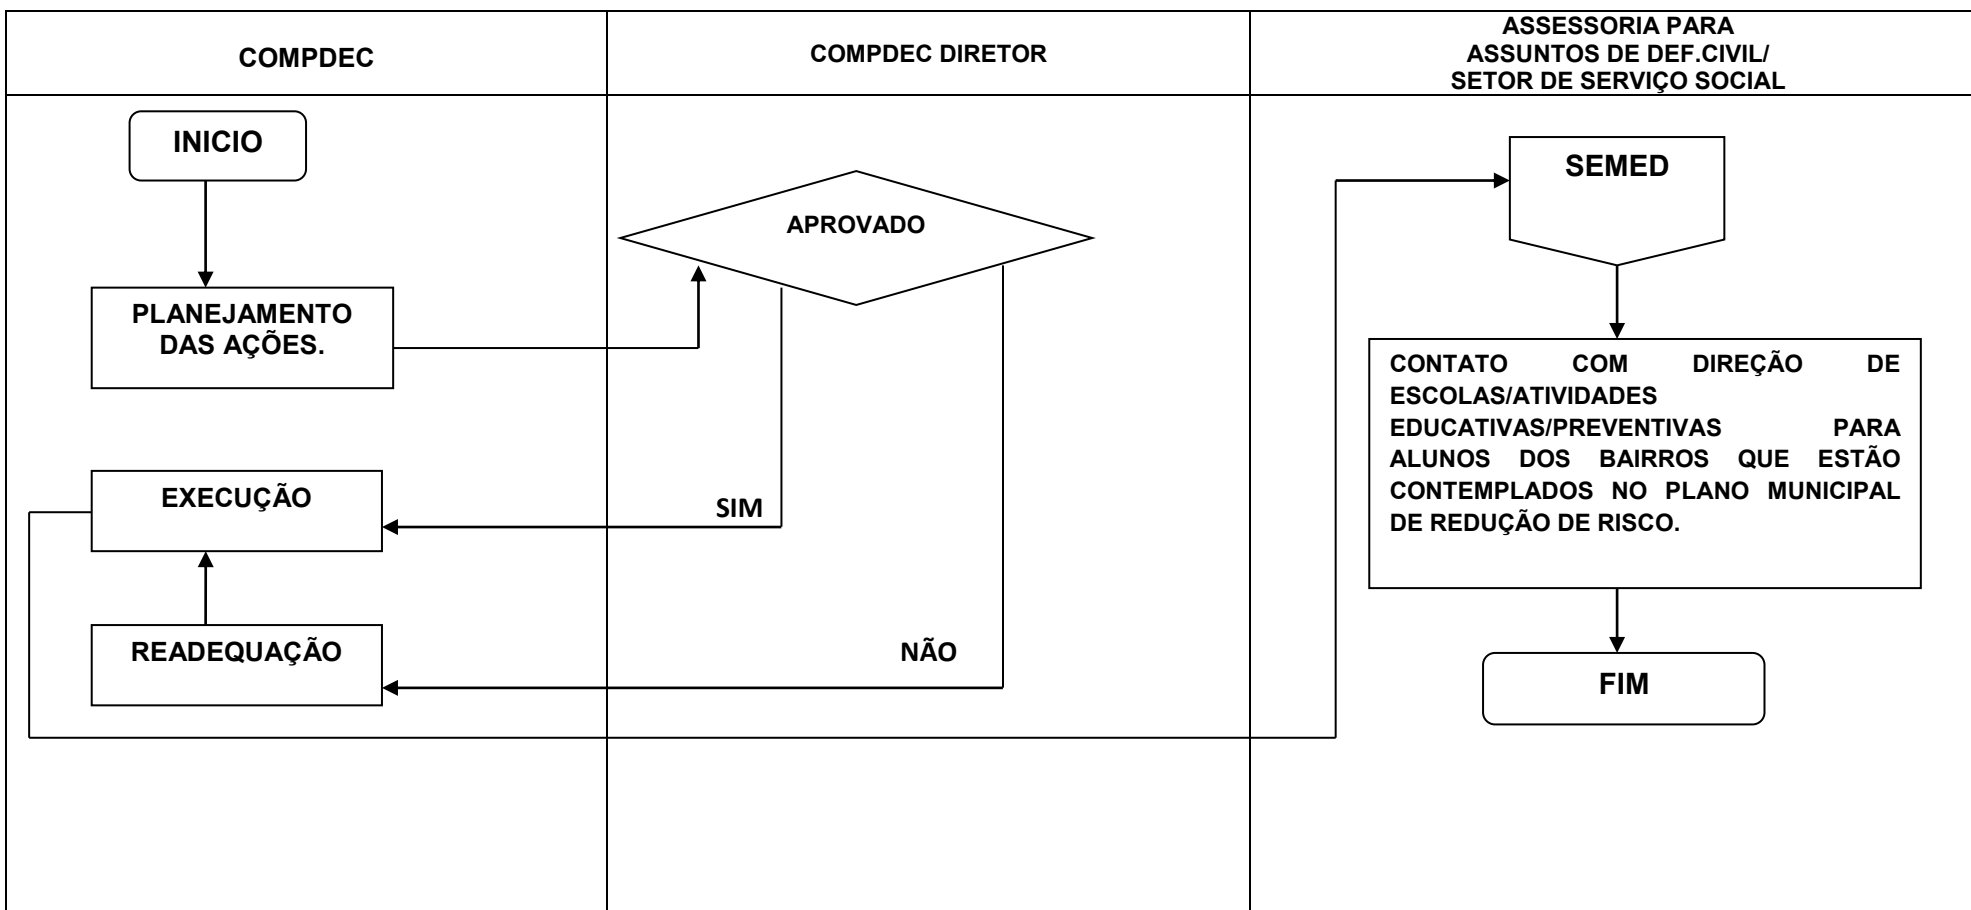 COMPDEC
COMPDEC DIRETOR
ASSESSORIA PARA
ASSUNTOS DE DEF.CIVIL/
SETOR DE SERVIÇO SOCIAL
INICIO
PLANEJAMENTO
DAS AÇÕES.
EXECUÇÃO
READEQUAÇÃO
APROVADO
SIM
NÃO
SEMED
CONTATO COM DIREÇÃO DE
ESCOLAS/ATIVIDADES
EDUCATIVAS/PREVENTIVAS PARA
ALUNOS DOS BAIRROS QUE ESTÃO
CONTEMPLADOS NO PLANO MUNICIPAL
DE REDUÇÃO DE RISCO.
FIM